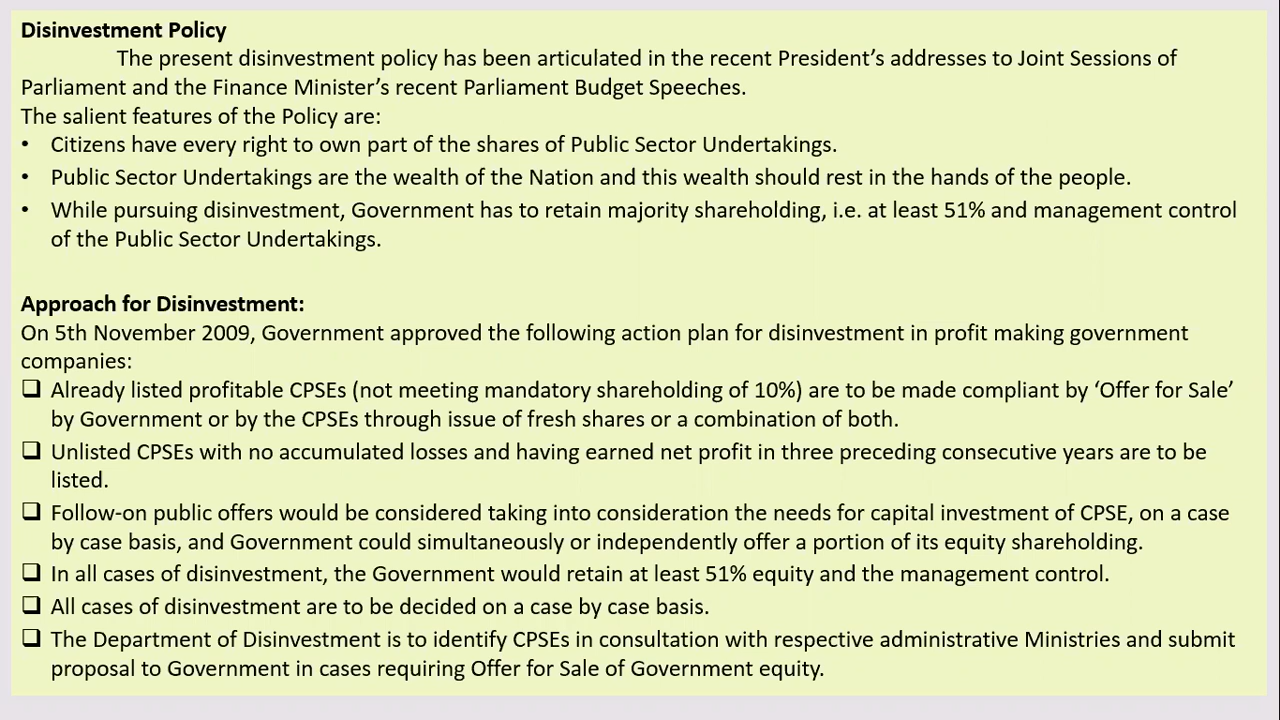 Disinvestment Policy
The present disinvestment policy has been articulated in the recent President’s addresses to Joint Sessions of
Parliament and the Finance Minister’s recent Parliament Budget Speeches.
The salient features of the Policy are:
• Citizens have every right to own part of the shares of Public Sector Undertakings.
• Public Sector Undertakings are the wealth of the Nation and this wealth should rest in the hands of the people.
• While pursuing disinvestment, Government has to retain majority shareholding, i.e. at least 51% and management control
of the Public Sector Undertakings.
Approach for Disinvestment:
On 5th November 2009, Government approved the following action plan for disinvestment in profit making government
companies:
❑ Already listed profitable CPSEs (not meeting mandatory shareholding of 10%) are to be made compliant by ‘Offer for Sale’
by Government or by the CPSEs through issue of fresh shares or a combination of both.
❑ Unlisted CPSEs with no accumulated losses and having earned net profit in three preceding consecutive years are to be
listed.
❑ Follow-on public offers would be considered taking into consideration the needs for capital investment of CPSE, on a case
by case basis, and Government could simultaneously or independently offer a portion of its equity shareholding.
❑ In all cases of disinvestment, the Government would retain at least 51% equity and the management control.
❑ All cases of disinvestment are to be decided on a case by case basis.
❑ The Department of Disinvestment is to identify CPSEs in consultation with respective administrative Ministries and submit
proposal to Government in cases requiring Offer for Sale of Government equity.